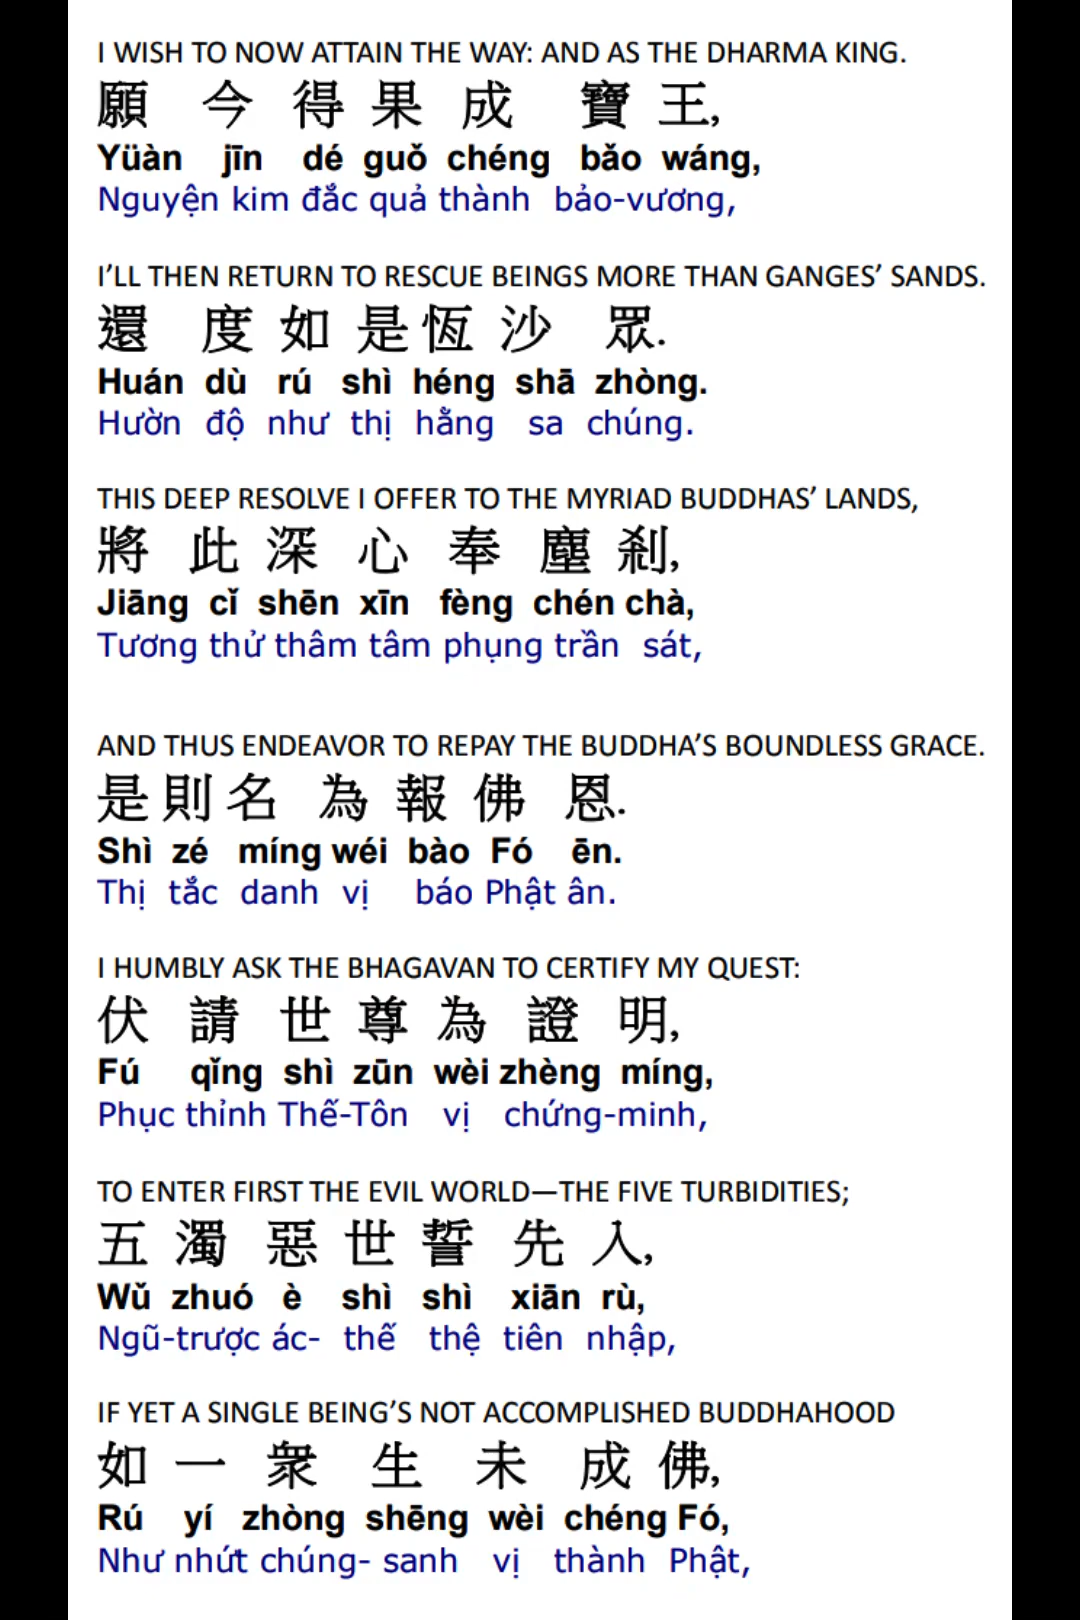 I WISH TO NOW ATTAIN THE WAY: AND AS THE DHARMA KING.
願 今 得 果 成 寶 王,
Yüàn jīn dé guǒ chéng bǎo wáng,
Nguyện kim đắc quả thành bảo-vương,
I’LL THEN RETURN TO RESCUE BEINGS MORE THAN GANGES’ SANDS.
還 度 如 是 恆 沙 眾.
Huán dù rú shì héng shā zhòng.
Hườn độ như thị hằng sa chúng.
THIS DEEP RESOLVE I OFFER TO THE MYRIAD BUDDHAS’ LANDS,
將 此 深 心 奉 塵 剎,
Jiāng cǐ shēn xīn fèng chén chà,
Tương thử thâm tâm phụng trần sát,
AND THUS ENDEAVOR TO REPAY THE BUDDHA’S BOUNDLESS GRACE.
是 則 名 為 報 佛 恩.
Shì zé míng wéi bào Fó ēn.
Thị tắc danh vị báo Phật ân.
I HUMBLY ASK THE BHAGAVAN TO CERTIFY MY QUEST:
伏 請 世 尊 為 證 明,
Fú qǐng shì zūn wèi zhèng míng,
Phục thỉnh Thế-Tôn vị chứng-minh,
TO ENTER FIRST THE EVIL WORLD—THE FIVE TURBIDITIES;
五 濁 惡 世 誓 先 入,
Wǔ zhuó è shì shì xiān rù,
Ngũ-trược ác- thế thệ tiên nhập,
IF YET A SINGLE BEING’S NOT ACCOMPLISHED BUDDHAHOOD
如 一 衆 生 未 成 佛,
Rú yí zhòng shēng wèi chéng Fó,
Như nhứt chúng- sanh vị thành Phật,